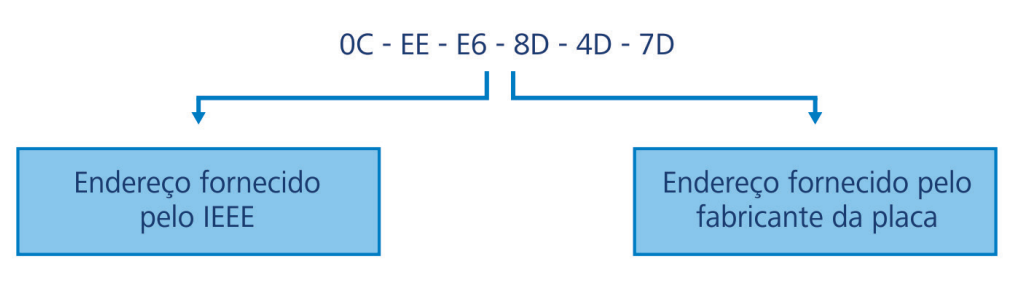 0C - EE - E6 - 8D - 4D - 7D
Endereço fornecido
pelo IEEE
Endereço fornecido pelo
fabricante da placa